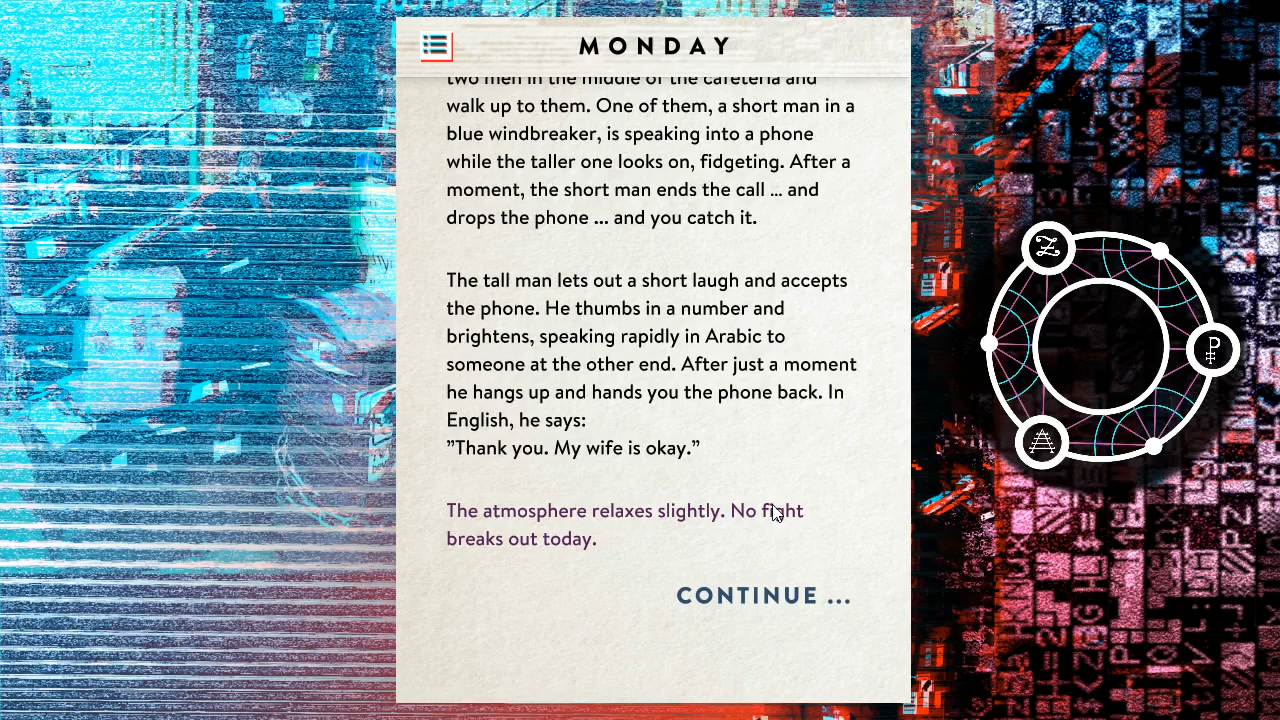 MONDAY
two men in the middle of the cafeteria and
walk up to them. One of them, a short man in a
blue windbreaker, is speaking into a phone
while the taller one looks on, fidgeting. After a
moment, the short man ends the call ... and
drops the phone ... and you catch it.
The tall man lets out a short laugh and accepts
the phone. He thumbs in a number and
brightens, speaking rapidly in Arabic to
someone at the other end. After just a moment
he hangs up and hands you the phone back. In
English, he says:
”Thank you. My wife is okay.”
The atmosphere relaxes slightly. No fight
breaks out today.
CONTINUE ...